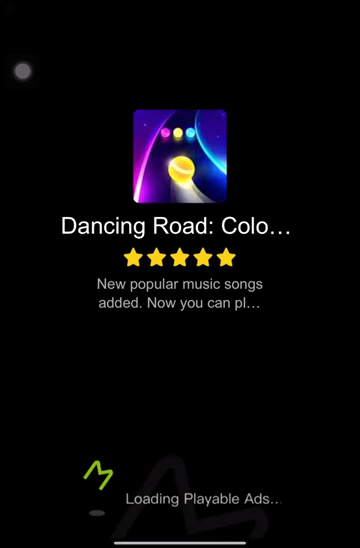 Dancing Road: Colo...
New popular music songs
added. Now you can pl...
Loading Playable Ads...